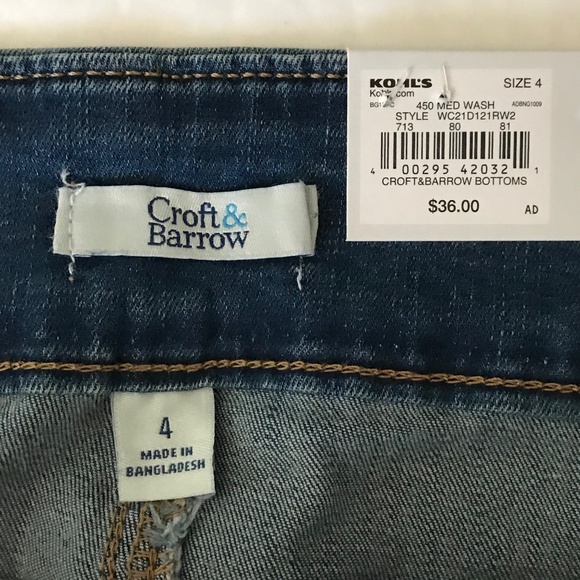 KOHL'S SIZE 4
Kohls.com
450 MED WASH ADBNG1009
STYLE WC21D121RW2
713 80 81
4 00295 42032 1
CROFT&BARROW BOTTOMS
$36.00 AD
Croft&
Barrow
4
MADE IN
BANGLADESH